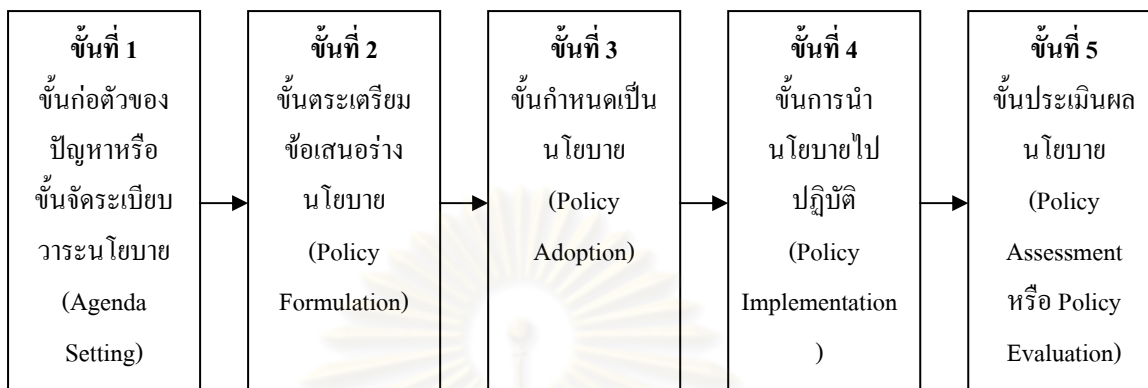 ขั้นที่ 1
ขั้นก่อตัวของ
ปัญหาหรือ
ขั้นจัดระเบียบ
วาระนโยบาย
(Agenda
Setting)
ขั้นที่ 2
ขั้นตระเตรียม
ข้อเสนอร่าง
นโยบาย
(Policy
Formulation)
ขั้นที่ 3
ขั้นกำหนดเป็น
นโยบาย
(Policy
Adoption)
ขั้นที่ 4
ขั้นการนำ
นโยบายไป
ปฏิบัติ
(Policy
Implementation
)
ขั้นที่ 5
ขั้นประเมินผล
นโยบาย
(Policy
Assessment
หรือ Policy
Evaluation)